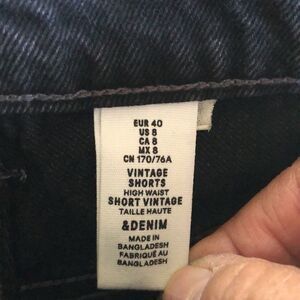 EUR 40
US 8
CA 8
MX 8
CN 170/76A
VINTAGE
SHORTS
HIGH WAIST
SHORT VINTAGE
TAILLE HAUTE
&DENIM
MADE IN
BANGLADESH
FABRIQUÉ AU
BANGLADESH